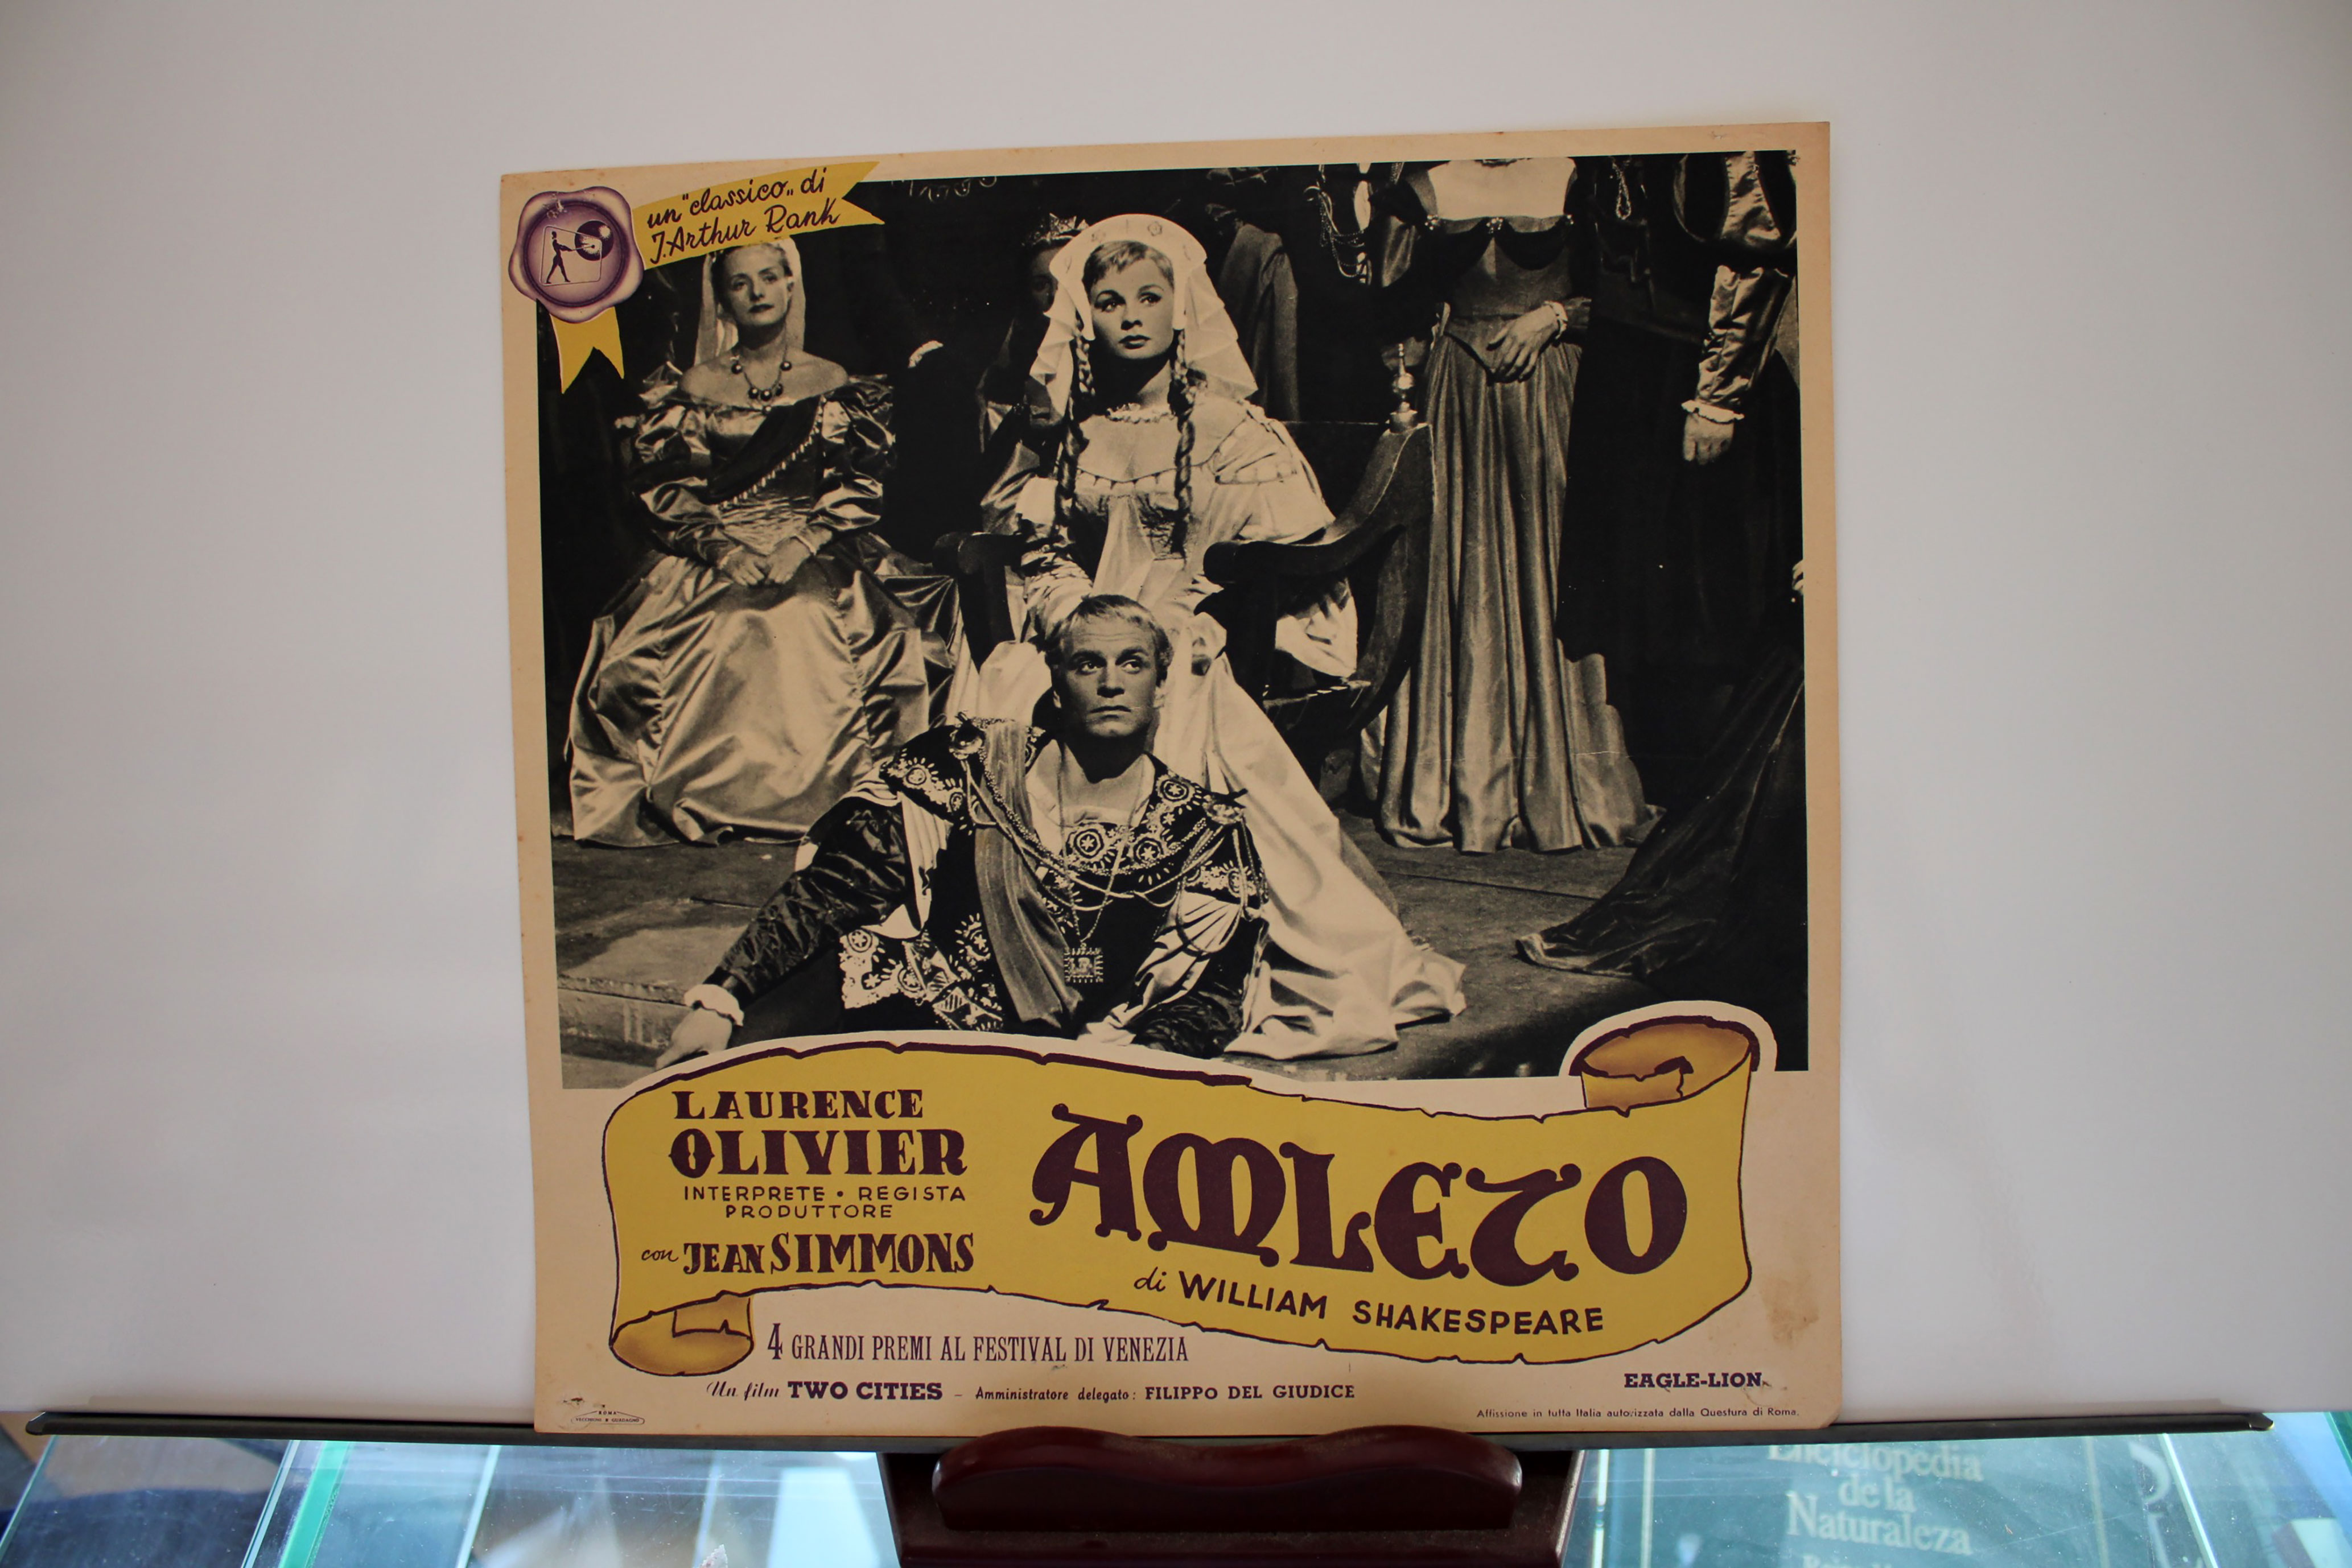 un "classico" di
J. Arthur Rank
LAURENCE
OLIVIER
INTERPRETE • REGISTA
PRODUTTORE
con JEAN SIMMONS
AMLETO
di WILLIAM SHAKESPEARE
4 GRANDI PREMI AL FESTIVAL DI VENEZIA
Un film TWO CITIES – Amministratore delegato: FILIPPO DEL GIUDICE
EAGLE-LION
Affissione in tutta Italia autorizzata dalla Questura di Roma.
ROMA
Enciclopedia
de la
Naturaleza